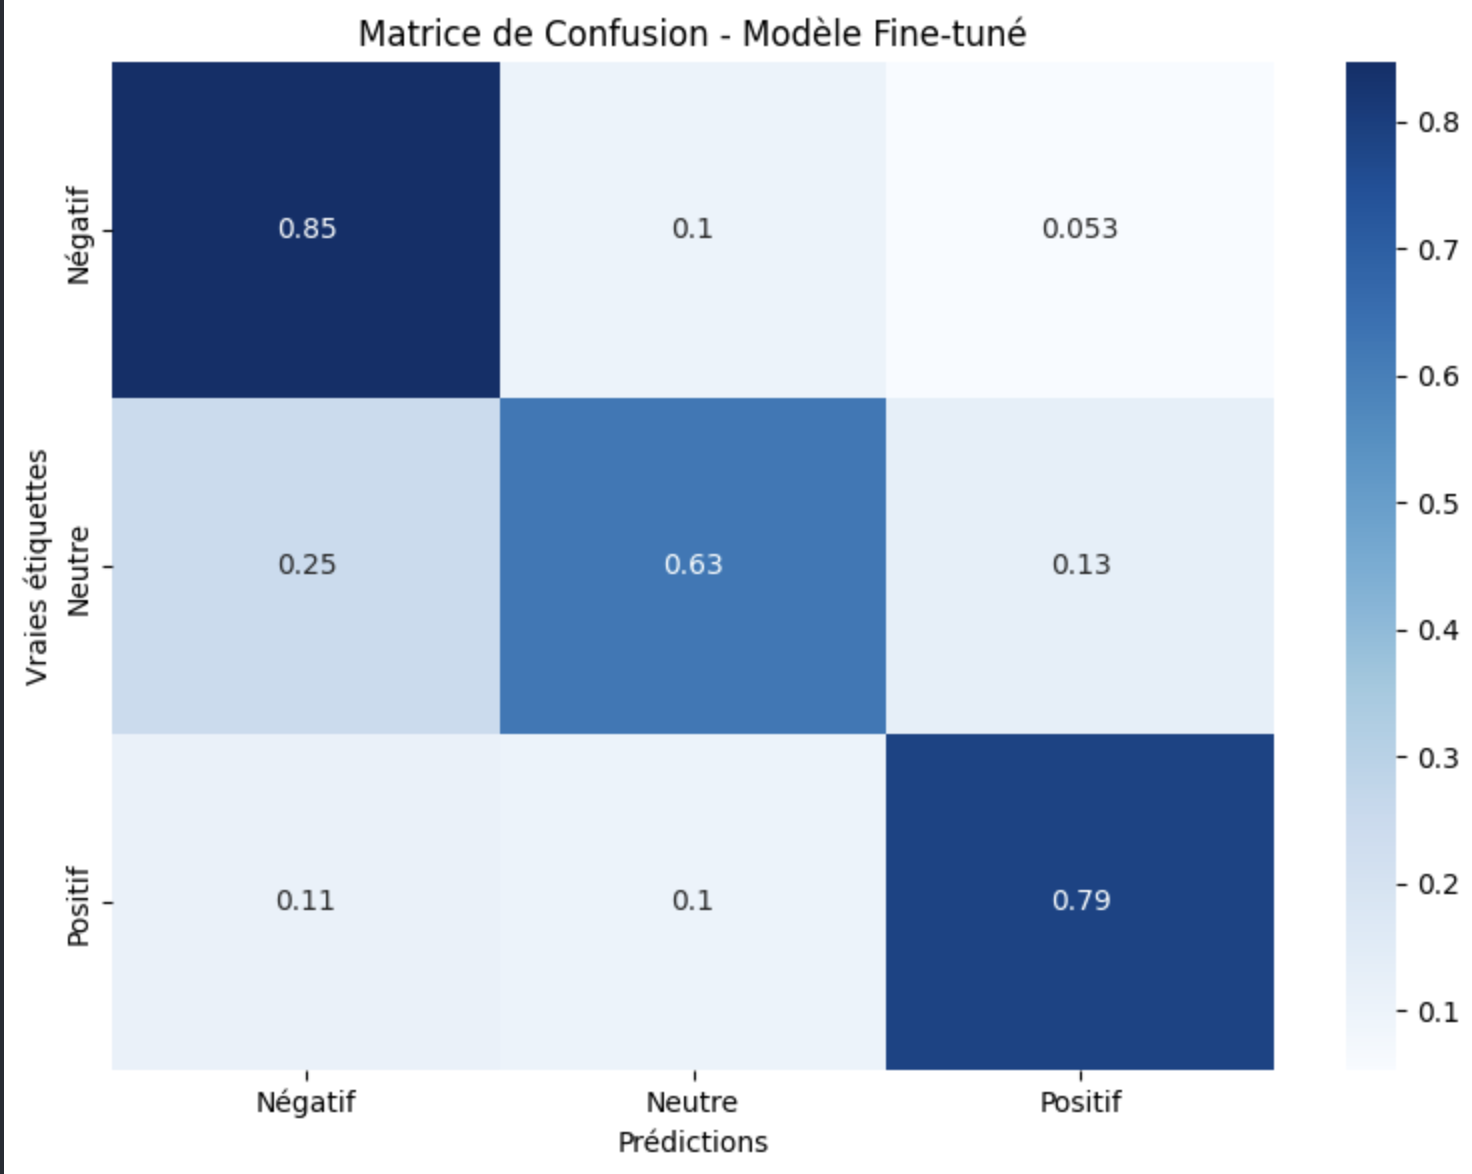 Matrice de Confusion - Modèle Fine-tuné
Vraies étiquettes
Négatif
0.85
0.1
0.053
Neutre
0.25
0.63
0.13
Positif
0.11
0.1
0.79
Négatif
Neutre
Positif
Prédictions
0.8
0.7
0.6
0.5
0.4
0.3
0.2
0.1